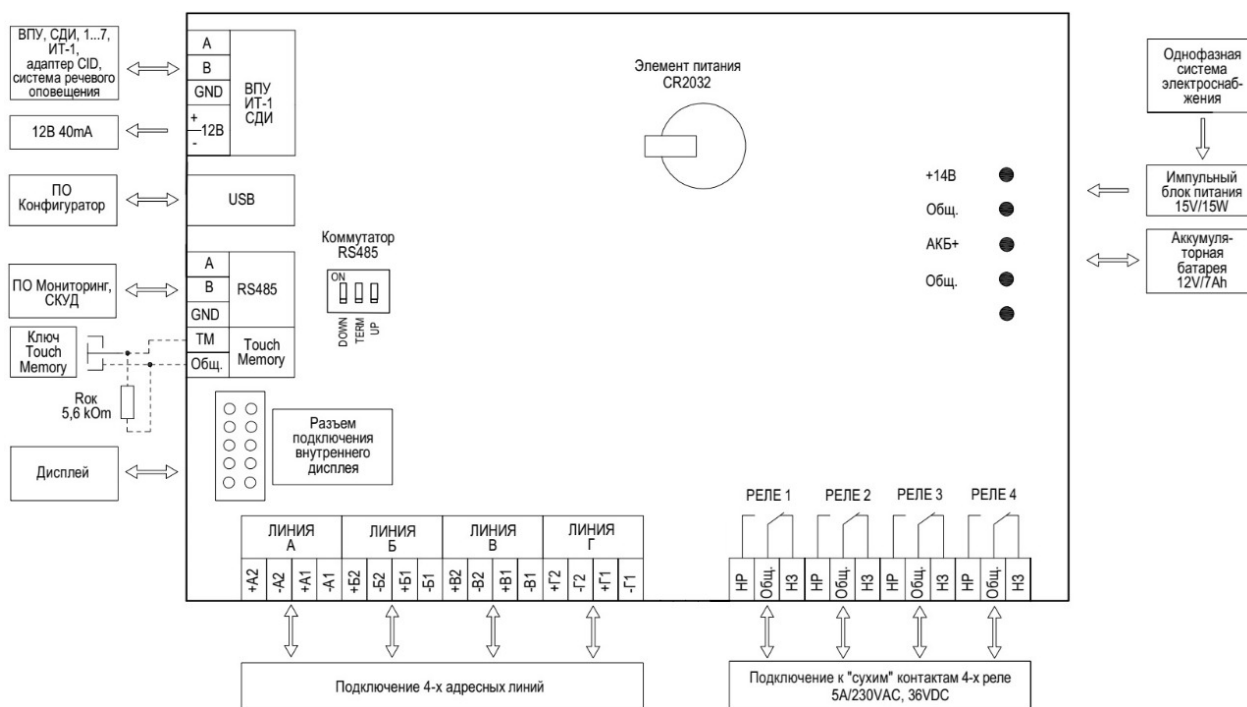 ВПУ, СДИ, 1...7,
ИТ-1,
адаптер CID,
система речевого
оповещения
12В 40mA
ПО
Конфигуратор
ПО Мониторинг,
СКУД
Ключ
Touch
Memory
Rок
5,6 kOm
Дисплей
A
B
GND
+
12В
-
ВПУ
ИТ-1
СДИ
USB
A
B
GND
RS485
TM
Общ.
Touch
Memory
Коммутатор
RS485
ON
DOWN
TERM
UP
Разъем
подключения
внутреннего
дисплея
Элемент питания
CR2032
+14В
Общ.
АКБ+
Общ.
Однофазная
система
электроснаб-
жения
Импульный
блок питания
15V/15W
Аккумуля-
торная
батарея
12V/7Ah
ЛИНИЯ
А
ЛИНИЯ
Б
ЛИНИЯ
В
ЛИНИЯ
Г
+А2
-А2
+А1
-А1
+Б2
-Б2
+Б1
-Б1
+В2
-В2
+В1
-В1
+Г2
-Г2
+Г1
-Г1
Подключение 4-х адресных линий
РЕЛЕ 1
РЕЛЕ 2
РЕЛЕ 3
РЕЛЕ 4
НР
Общ.
НЗ
НР
Общ.
НЗ
НР
Общ.
НЗ
НР
Общ.
НЗ
Подключение к "сухим" контактам 4-х реле
5A/230VAC, 36VDC